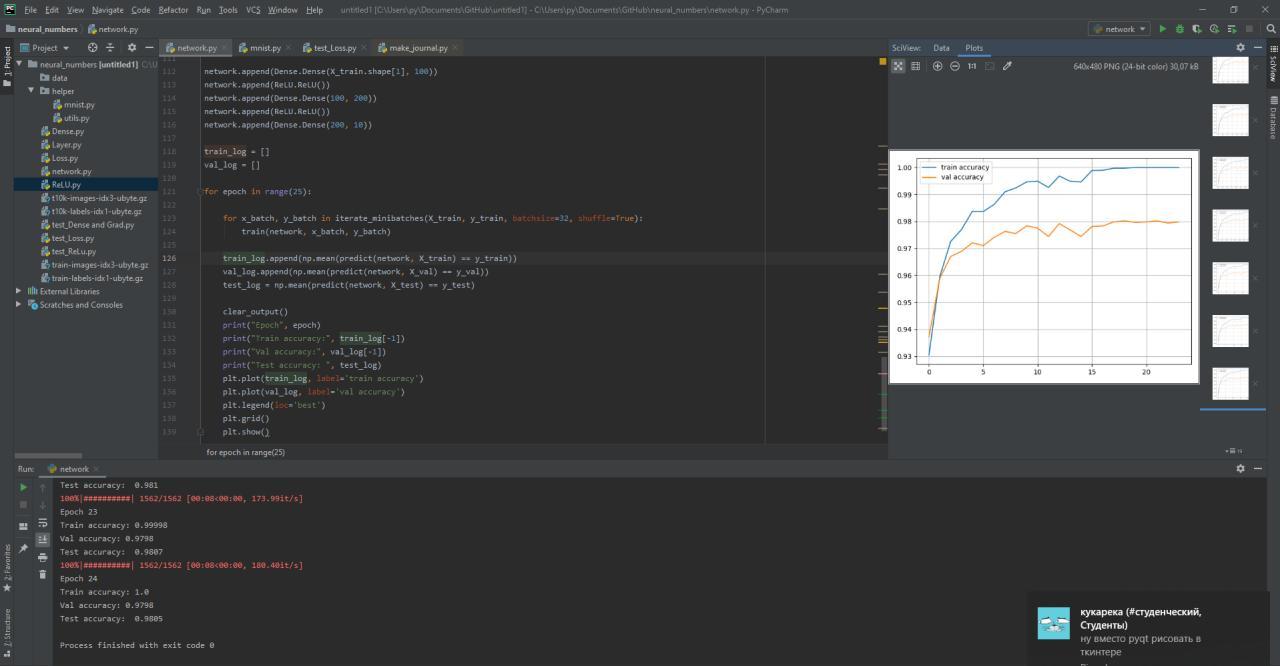 File Edit View Navigate Code Refactor Run Tools VCS Window Help
untitled1 [C:\Users\py\Documents\GitHub\untitled1] - C:\Users\py\Documents\GitHub\neural_numbers\network.py - PyCharm
neural_numbers network.py
network
Project
network.py
mnist.py
test_Loss.py
make_journal.py
SciView: Data Plots
neural_numbers [untitled1] C:\U
data
helper
mnist.py
utils.py
Dense.py
Layer.py
Loss.py
network.py
ReLU.py
t10k-images-idx3-ubyte.gz
t10k-labels-idx1-ubyte.gz
test_Dense and Grad.py
test_Loss.py
test_ReLu.py
train-images-idx3-ubyte.gz
train-labels-idx1-ubyte.gz
External Libraries
Scratches and Consoles
1: Project
112 network.append(Dense.Dense(X_train.shape[1], 100))
113 network.append(ReLU.ReLU())
114 network.append(Dense.Dense(100, 200))
115 network.append(ReLU.ReLU())
116 network.append(Dense.Dense(200, 10))
117
118 train_log = []
119 val_log = []
120
121 for epoch in range(25):
122
123 for x_batch, y_batch in iterate_minibatches(X_train, y_train, batchsize=32, shuffle=True):
124 train(network, x_batch, y_batch)
125
126 train_log.append(np.mean(predict(network, X_train) == y_train))
127 val_log.append(np.mean(predict(network, X_val) == y_val))
128 test_log = np.mean(predict(network, X_test) == y_test)
129
130 clear_output()
131 print("Epoch", epoch)
132 print("Train accuracy:", train_log[-1])
133 print("Val accuracy:", val_log[-1])
134 print("Test accuracy: ", test_log)
135 plt.plot(train_log, label='train accuracy')
136 plt.plot(val_log, label='val accuracy')
137 plt.legend(loc='best')
138 plt.grid()
139 plt.show()
for epoch in range(25)
1:1
640x480 PNG (24-bit color) 30,07 kB
train accuracy
val accuracy
1.00
0.99
0.98
0.97
0.96
0.95
0.94
0.93
0 5 10 15 20
SciView
Database
Run: network
Test accuracy: 0.981
100%|##########| 1562/1562 [00:08<00:00, 173.99it/s]
Epoch 23
Train accuracy: 0.99998
Val accuracy: 0.9798
Test accuracy: 0.9807
100%|##########| 1562/1562 [00:08<00:00, 180.40it/s]
Epoch 24
Train accuracy: 1.0
Val accuracy: 0.9798
Test accuracy: 0.9805
Process finished with exit code 0
2: Favorites
7: Structure
кукарека (#студенческий,
Студенты)
ну вместо pyqt рисовать в
ткинтере